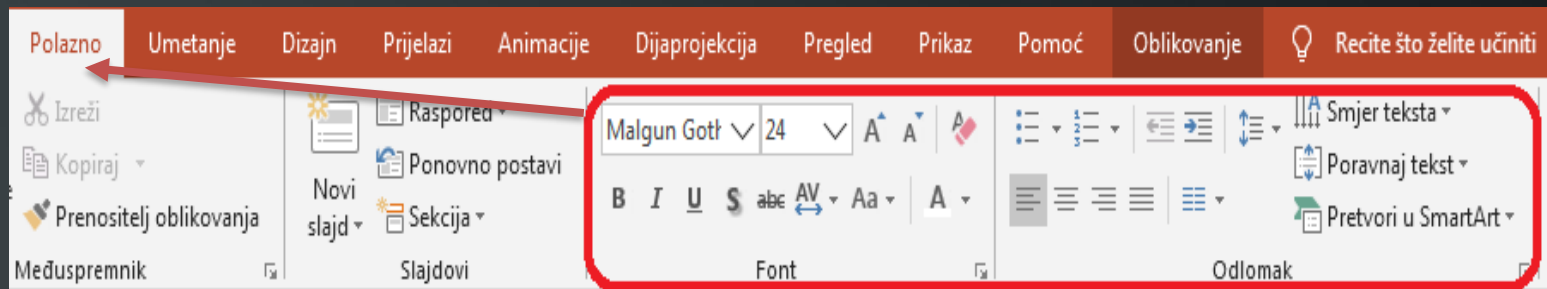 Polazno Umetanje Dizajn Prijelazi Animacije Dijaprojekcija Pregled Prikaz Pomoć Oblikovanje Recite što želite učiniti
Izreži
Kopiraj
Prenositelj oblikovanja
Međuspremnik
Novi
slajd
Raspored
Ponovno postavi
Sekcija
Slajdovi
Malgun Goth 24 A A A
B I U S abc AV Aa A
Font
Smjer teksta
Poravnaj tekst
Pretvori u SmartArt
Odlomak